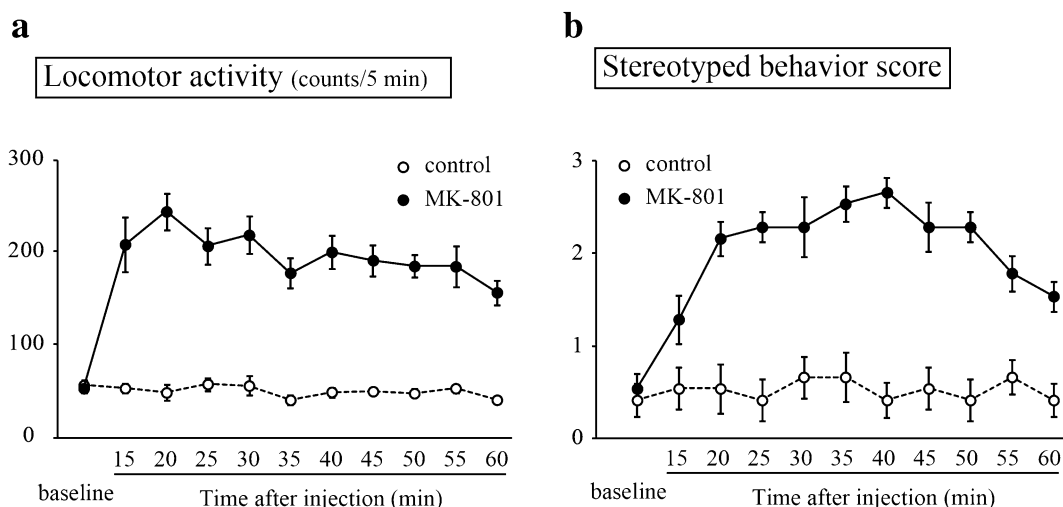 a
Locomotor activity (counts/5 min)
300
200
100
0
control
MK-801
15 20 25 30 35 40 45 50 55 60
baseline
Time after injection (min)
b
Stereotyped behavior score
3
2
1
0
control
MK-801
15 20 25 30 35 40 45 50 55 60
baseline
Time after injection (min)